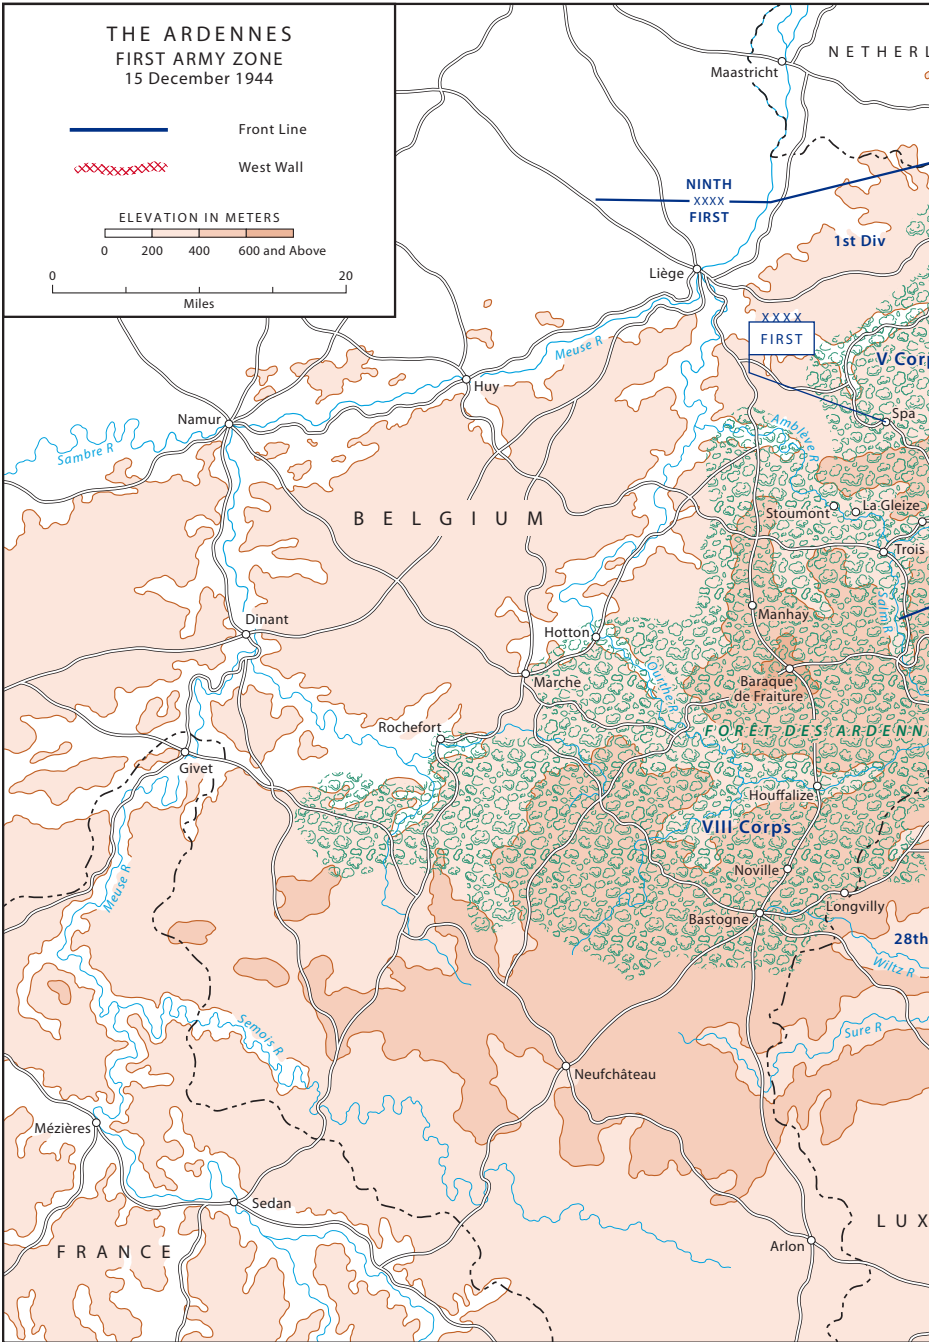 THE ARDENNES
FIRST ARMY ZONE
15 December 1944
Front Line
West Wall
ELEVATION IN METERS
0 200 400 600 and Above
0 20
Miles
NETHERL
Maastricht
NINTH
XXXX
FIRST
1st Div
Liège
XXXX
FIRST
Meuse R
V Corp
Huy
Namur
Spa
Sambre R
Amblève R
BELGIUM
Stoumont
La Gleize
Trois
Salm R
Manhay
Dinant
Hotton
Marche
Ourthe R
Baraque
de Fraiture
Rochefort
FORÊT DES ARDENN
Givet
Houffalize
VIII Corps
Meuse R
Noville
Longvilly
Bastogne
28th
Wiltz R
Semois R
Sure R
Neufchâteau
Mézières
Sedan
LUX
Arlon
FRANCE